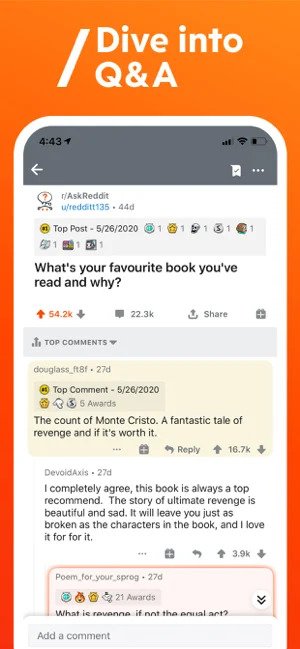 Dive into
Q&A
4:43
r/AskReddit
u/redditt135 • 44d
Top Post - 5/26/2020 1 1 1 1 1
1 1 1
What's your favourite book you've
read and why?
54.2k 22.3k Share
TOP COMMENTS
douglass_ft8f • 27d
Top Comment - 5/26/2020
5 Awards
The count of Monte Cristo. A fantastic tale of
revenge and if it's worth it.
Reply 16.7k
DevoidAxis • 27d
I completely agree, this book is always a top
recommend. The story of ultimate revenge is
beautiful and sad. It will leave you just as
broken as the characters in the book, and I love
it for for it.
3.9k
Poem_for_your_sprog • 27d
21 Awards
What is revenge, if not the equal act?
Add a comment